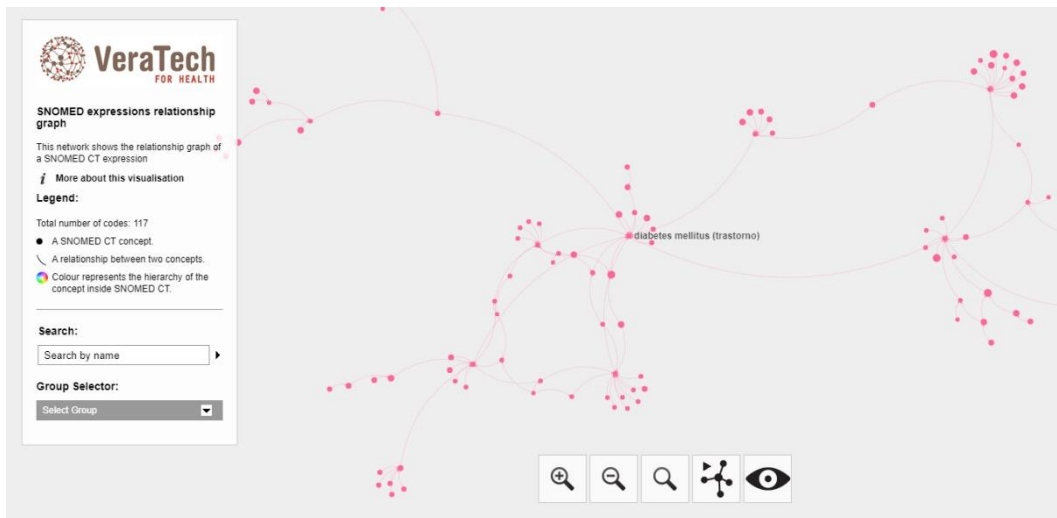 VeraTech
FOR HEALTH
SNOMED expressions relationship
graph
This network shows the relationship graph of
a SNOMED CT expression
i More about this visualisation
Legend:
Total number of codes: 117
A SNOMED CT concept.
A relationship between two concepts.
Colour represents the hierarchy of the
concept inside SNOMED CT.
Search:
Search by name
Group Selector:
Select Group
diabetes mellitus (trastorno)